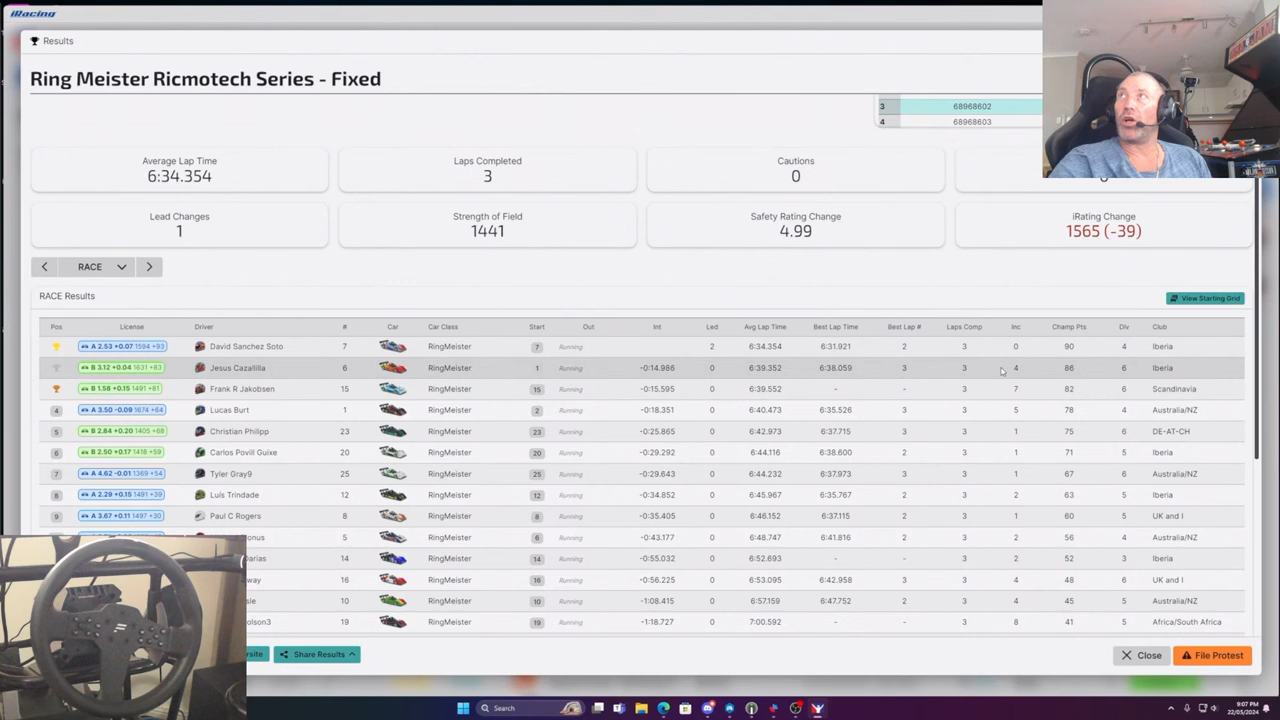 iRacing
Results
Ring Meister Ricmotech Series - Fixed
3 68968602
4 68968603
Average Lap Time
6:34.354
Laps Completed
3
Cautions
0
Lead Changes
1
Strength of Field
1441
Safety Rating Change
4.99
iRating Change
1565 (-39)
RACE
RACE Results
View Starting Grid
Pos License Driver # Car Car Class Start Out Int Led Avg Lap Time Best Lap Time Best Lap # Laps Comp Inc Champ Pts Div Club
A 2.53 +0.07 1594 +93 David Sanchez Soto 7 RingMeister 7 Running 2 6:34.354 6:31.921 2 3 0 90 4 Iberia
B 3.12 +0.04 1631 +83 Jesus Cazallilla 6 RingMeister 1 Running -0:14.986 0 6:39.352 6:38.059 3 3 4 86 6 Iberia
B 1.58 +0.15 1491 +81 Frank R Jakobsen 15 RingMeister 15 Running -0:15.595 0 6:39.552 - - 3 7 82 6 Scandinavia
4 A 3.50 -0.09 1674 +64 Lucas Burt 1 RingMeister 2 Running -0:18.351 0 6:40.473 6:35.526 3 3 5 78 4 Australia/NZ
5 B 2.84 +0.20 1405 +68 Christian Philipp 23 RingMeister 23 Running -0:25.865 0 6:42.973 6:37.715 3 3 1 75 6 DE-AT-CH
6 B 2.50 +0.17 1418 +59 Carlos Povill Guixe 20 RingMeister 20 Running -0:29.292 0 6:44.116 6:38.600 3 3 1 71 5 Iberia
7 A 4.62 -0.01 1369 +54 Tyler Gray9 25 RingMeister 25 Running -0:29.643 0 6:44.232 6:38.973 3 3 1 67 6 Australia/NZ
8 A 2.29 +0.15 1491 +39 Luís Trindade 12 RingMeister 12 Running -0:34.852 0 6:45.967 6:35.767 2 3 2 63 5 Iberia
9 A 3.67 +0.11 1497 +30 Paul C Rogers 8 RingMeister 8 Running -0:35.405 0 6:46.152 6:37.115 2 3 1 60 5 UK and I
onus 5 RingMeister 6 Running -0:43.177 0 6:48.747 6:41.816 2 3 2 56 4 Australia/NZ
Darias 14 RingMeister 14 Running -0:55.032 0 6:52.693 - - 3 2 52 3 Iberia
way 16 RingMeister 16 Running -0:56.225 0 6:53.095 6:42.958 3 3 4 48 6 UK and I
sle 10 RingMeister 10 Running -1:08.415 0 6:57.159 6:47.752 2 3 4 45 5 Australia/NZ
olson3 19 RingMeister 19 Running -1:18.727 0 7:00.592 - - 3 8 41 5 Africa/South Africa
site
Share Results
Close
File Protest
Search
9:07 PM
22/05/2024